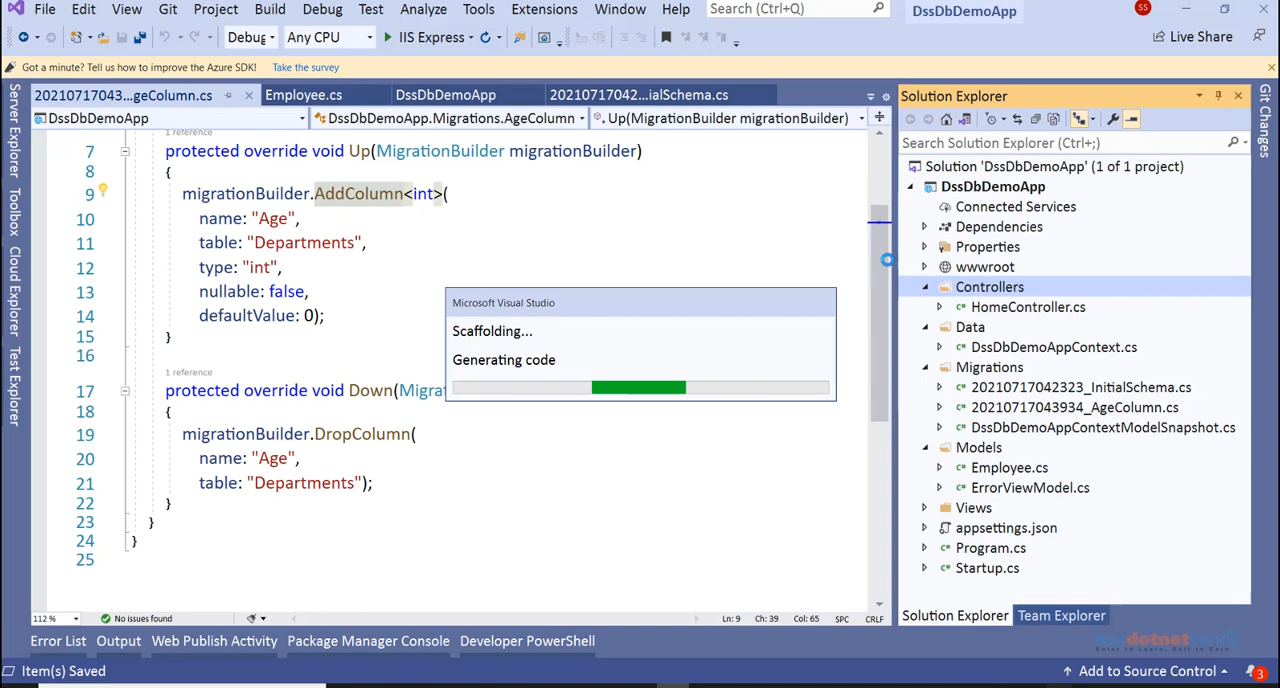 File Edit View Git Project Build Debug Test Analyze Tools Extensions Window Help Search (Ctrl+Q) DssDbDemoApp SS
Debug Any CPU IIS Express Live Share
Got a minute? Tell us how to improve the Azure SDK! Take the survey
20210717043...geColumn.cs Employee.cs DssDbDemoApp 20210717042...ialSchema.cs
DssDbDemoApp DssDbDemoApp.Migrations.AgeColumn Up(MigrationBuilder migrationBuilder)
Server Explorer
Toolbox
Cloud Explorer
Test Explorer
1 reference
7 protected override void Up(MigrationBuilder migrationBuilder)
8 {
9 migrationBuilder.AddColumn<int>(
10 name: "Age",
11 table: "Departments",
12 type: "int",
13 nullable: false,
14 defaultValue: 0);
15 }
16
1 reference
17 protected override void Down(Migra
18 {
19 migrationBuilder.DropColumn(
20 name: "Age",
21 table: "Departments");
22 }
23 }
24 }
25
Microsoft Visual Studio
Scaffolding...
Generating code
112 % No issues found Ln: 9 Ch: 39 Col: 65 SPC CRLF
Solution Explorer
Search Solution Explorer (Ctrl+;)
Solution 'DssDbDemoApp' (1 of 1 project)
DssDbDemoApp
Connected Services
Dependencies
Properties
wwwroot
Controllers
HomeController.cs
Data
DssDbDemoAppContext.cs
Migrations
20210717042323_InitialSchema.cs
20210717043934_AgeColumn.cs
DssDbDemoAppContextModelSnapshot.cs
Models
Employee.cs
ErrorViewModel.cs
Views
appsettings.json
Program.cs
Startup.cs
Solution Explorer Team Explorer
Git Changes
Error List Output Web Publish Activity Package Manager Console Developer PowerShell
Item(s) Saved Add to Source Control 3